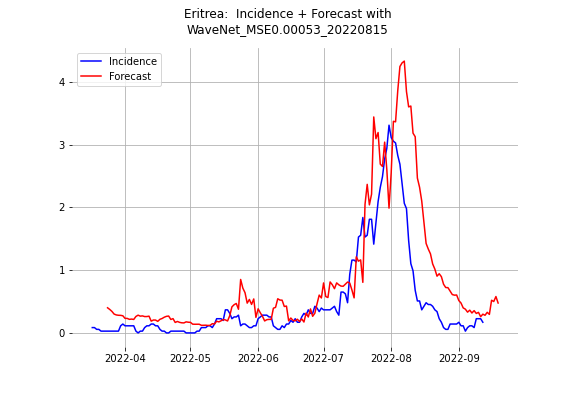 Eritrea:  Incidence + Forecast with
WaveNet_MSE0.00053_20220815
Incidence
Forecast
4
3
2
1
0
2022-04 2022-05 2022-06 2022-07 2022-08 2022-09